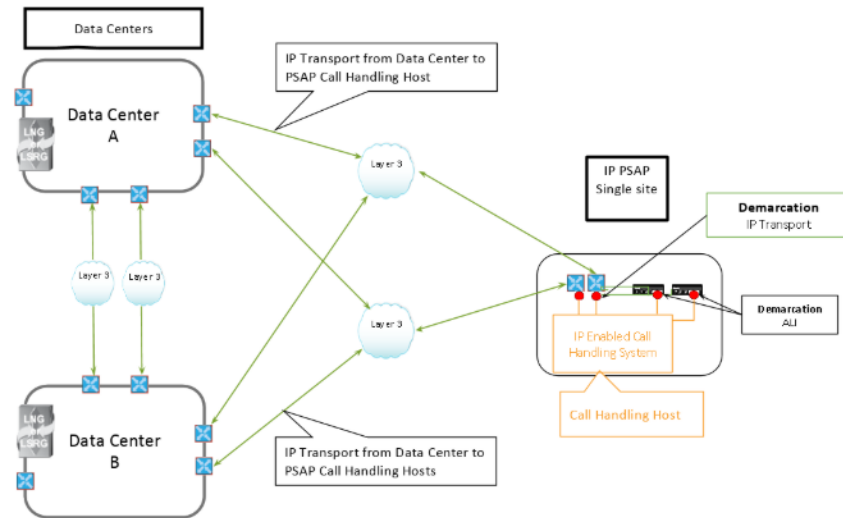 Data Centers
IP Transport from Data Center to
PSAP Call Handling Host
Data Center
A
LNG
LSRG
Layer 3
IP PSAP
Single site
Demarcation
IP Transport
Layer 3
Layer 3
Layer 3
Demarcation
ALI
IP Enabled Call
Handling System
Call Handling Host
LNG
LSRG
Data Center
B
IP Transport from Data Center to
PSAP Call Handling Hosts